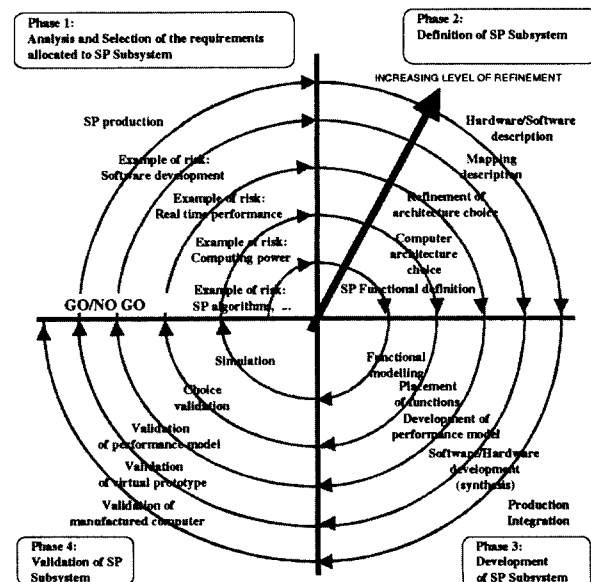 Phase 1:
Analysis and Selection of the requirements
allocated to SP Subsystem
Phase 2:
Definition of SP Subsystem
INCREASING LEVEL OF REFINEMENT
SP production
Hardware/Software
description
Example of risk:
Software development
Mapping
description
Example of risk:
Real time performance
Refinement of
architecture choice
Example of risk:
Computing power
Computer
architecture
choice
Example of risk:
SP algorithms, ...
SP Functional definition
GO/NO GO
Simulation
Functional
modelling
Choice
validation
Placement
of functions
Validation
of performance model
Development of
performance model
Validation
of virtual prototype
Software/Hardware
development
(synthesis)
Validation of
manufactured computer
Production
Integration
Phase 4:
Validation of SP
Subsystem
Phase 3:
Development
of SP Subsystem